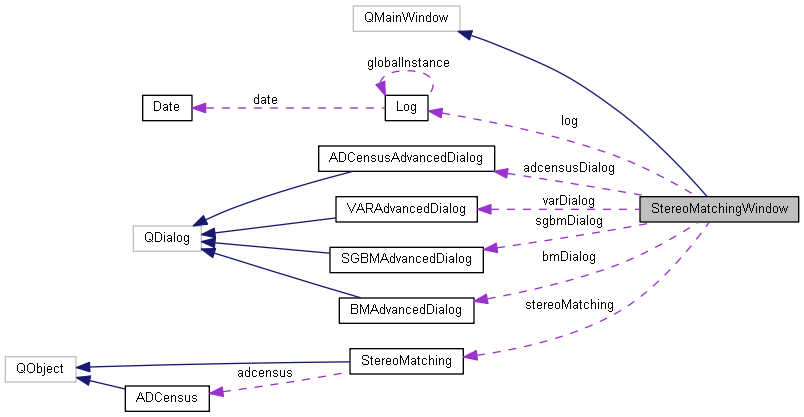 QMainWindow
globalInstance
Date
date
Log
log
ADCensusAdvancedDialog
adcensusDialog
VARAdvancedDialog
varDialog
StereoMatchingWindow
sgbmDialog
QDialog
SGBMAdvancedDialog
bmDialog
BMAdvancedDialog
stereoMatching
QObject
StereoMatching
adcensus
ADCensus